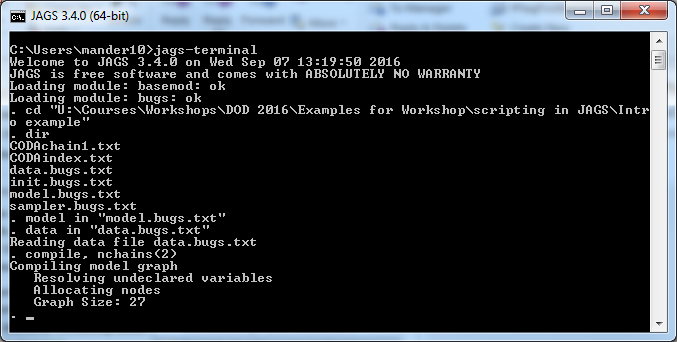 JAGS 3.4.0 (64-bit)
C:\Users\mander10>jags-terminal
Welcome to JAGS 3.4.0 on Wed Sep 07 13:19:50 2016
JAGS is free software and comes with ABSOLUTELY NO WARRANTY
Loading module: basemod: ok
Loading module: bugs: ok
. cd "U:\Courses\Workshops\DOD 2016\Examples for Workshop\scripting in JAGS\Intr
o example"
. dir
CODAchain1.txt
CODAindex.txt
data.bugs.txt
init.bugs.txt
model.bugs.txt
sampler.bugs.txt
. model in "model.bugs.txt"
. data in "data.bugs.txt"
Reading data file data.bugs.txt
. compile, nchains(2)
Compiling model graph
   Resolving undeclared variables
   Allocating nodes
   Graph Size: 27
. _